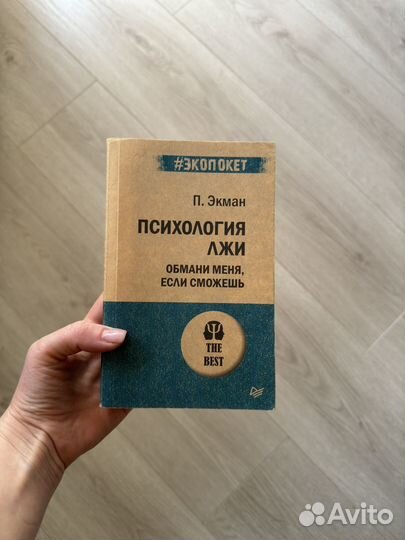 #ЭКОПОКЕТ
П. Экман
ПСИХОЛОГИЯ
ЛЖИ
ОБМАНИ МЕНЯ,
ЕСЛИ СМОЖЕШЬ
THE
BEST
Avito